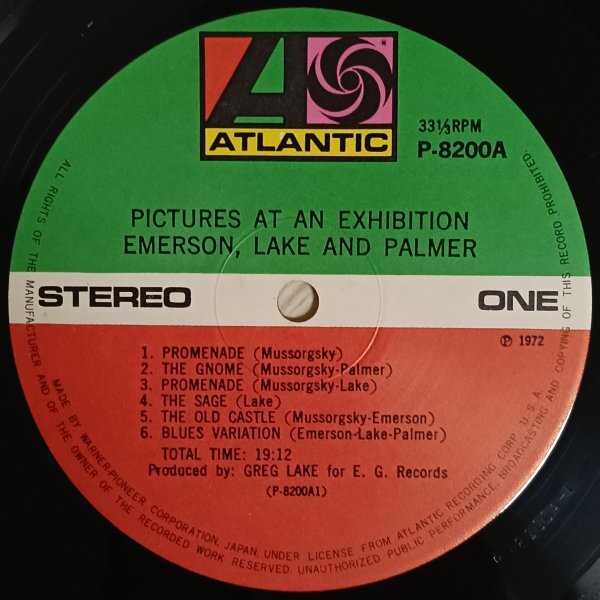 ATLANTIC
33⅓ RPM
P-8200A
PICTURES AT AN EXHIBITION
EMERSON, LAKE AND PALMER
STEREO
ONE
℗ 1972
1. PROMENADE (Mussorgsky)
2. THE GNOME (Mussorgsky-Palmer)
3. PROMENADE (Mussorgsky-Lake)
4. THE SAGE (Lake)
5. THE OLD CASTLE (Mussorgsky-Emerson)
6. BLUES VARIATION (Emerson-Lake-Palmer)
TOTAL TIME: 19:12
Produced by: GREG LAKE for E. G. Records
(P-8200A1)
MADE BY WARNER-PIONEER CORPORATION, JAPAN, UNDER LICENSE FROM ATLANTIC RECORDING CORP. U.S.A.
ALL RIGHTS OF THE MANUFACTURER AND OF THE OWNER OF THE RECORDED WORK RESERVED. UNAUTHORIZED PUBLIC PERFORMANCE, BROADCASTING AND COPYING OF THIS RECORD PROHIBITED.